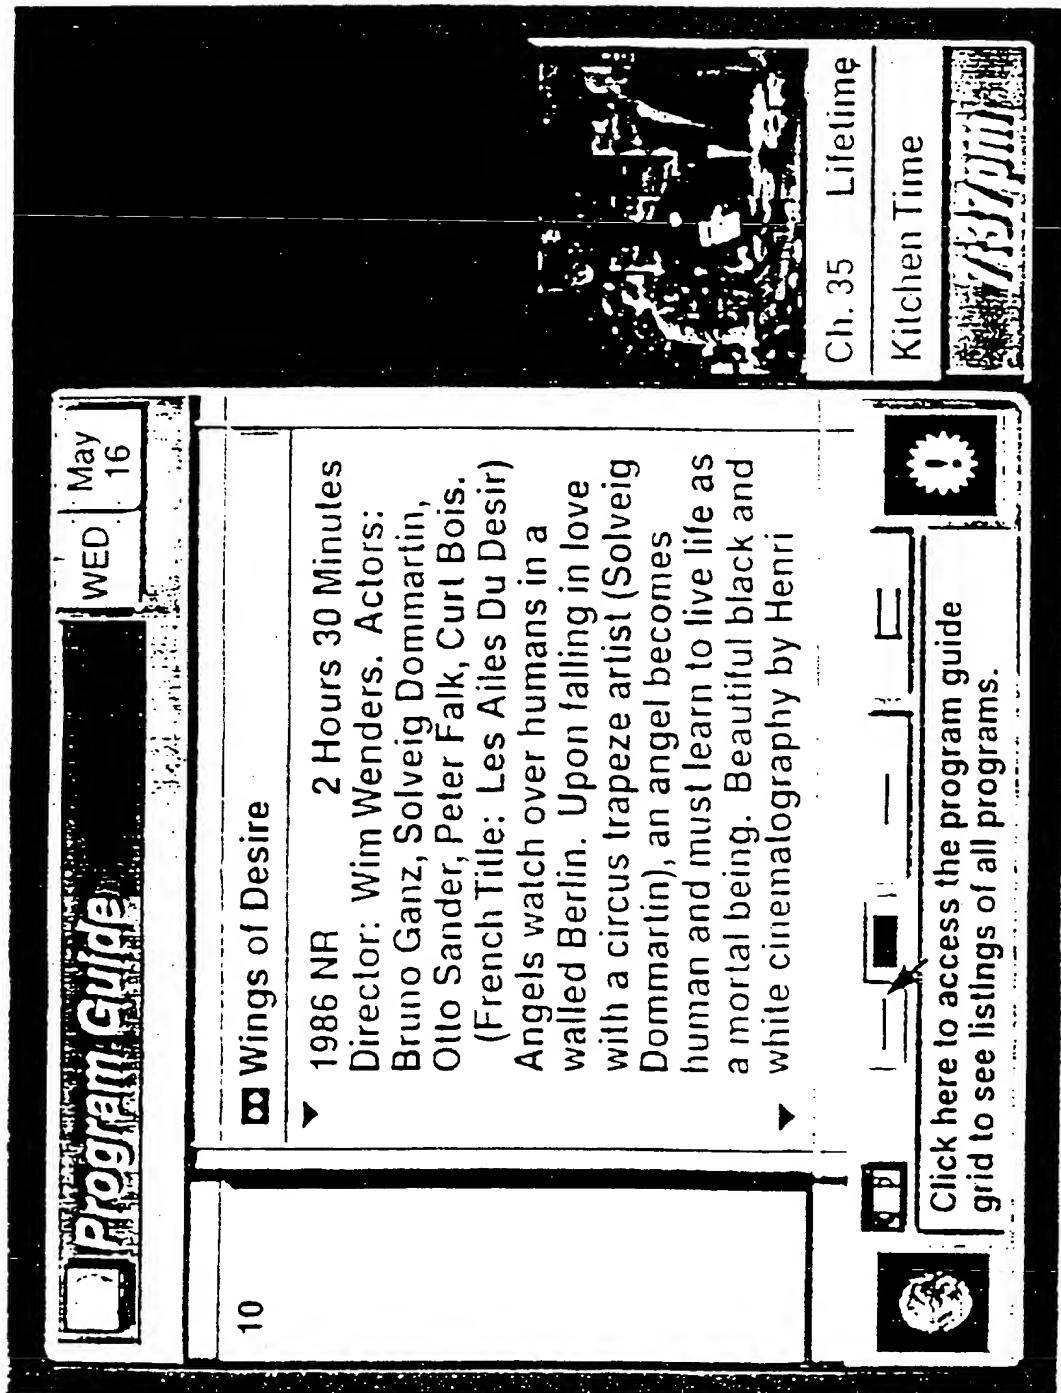 Program Guide
WED
May
16
10
Wings of Desire
1986 NR 2 Hours 30 Minutes
Director: Wim Wenders. Actors:
Bruno Ganz, Solveig Dommartin,
Otto Sander, Peter Falk, Curt Bois.
(French Title: Les Ailes Du Desir)
Angels watch over humans in a
walled Berlin. Upon falling in love
with a circus trapeze artist (Solveig
Dommartin), an angel becomes
human and must learn to live life as
a mortal being. Beautiful black and
white cinematography by Henri
!
Click here to access the program guide
grid to see listings of all programs.
Ch. 35 Lifetime
Kitchen Time
7:37pm